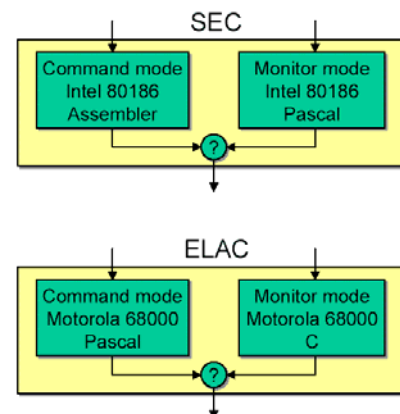 SEC
Command mode
Intel 80186
Assembler
Monitor mode
Intel 80186
Pascal
?
ELAC
Command mode
Motorola 68000
Pascal
Monitor mode
Motorola 68000
C
?